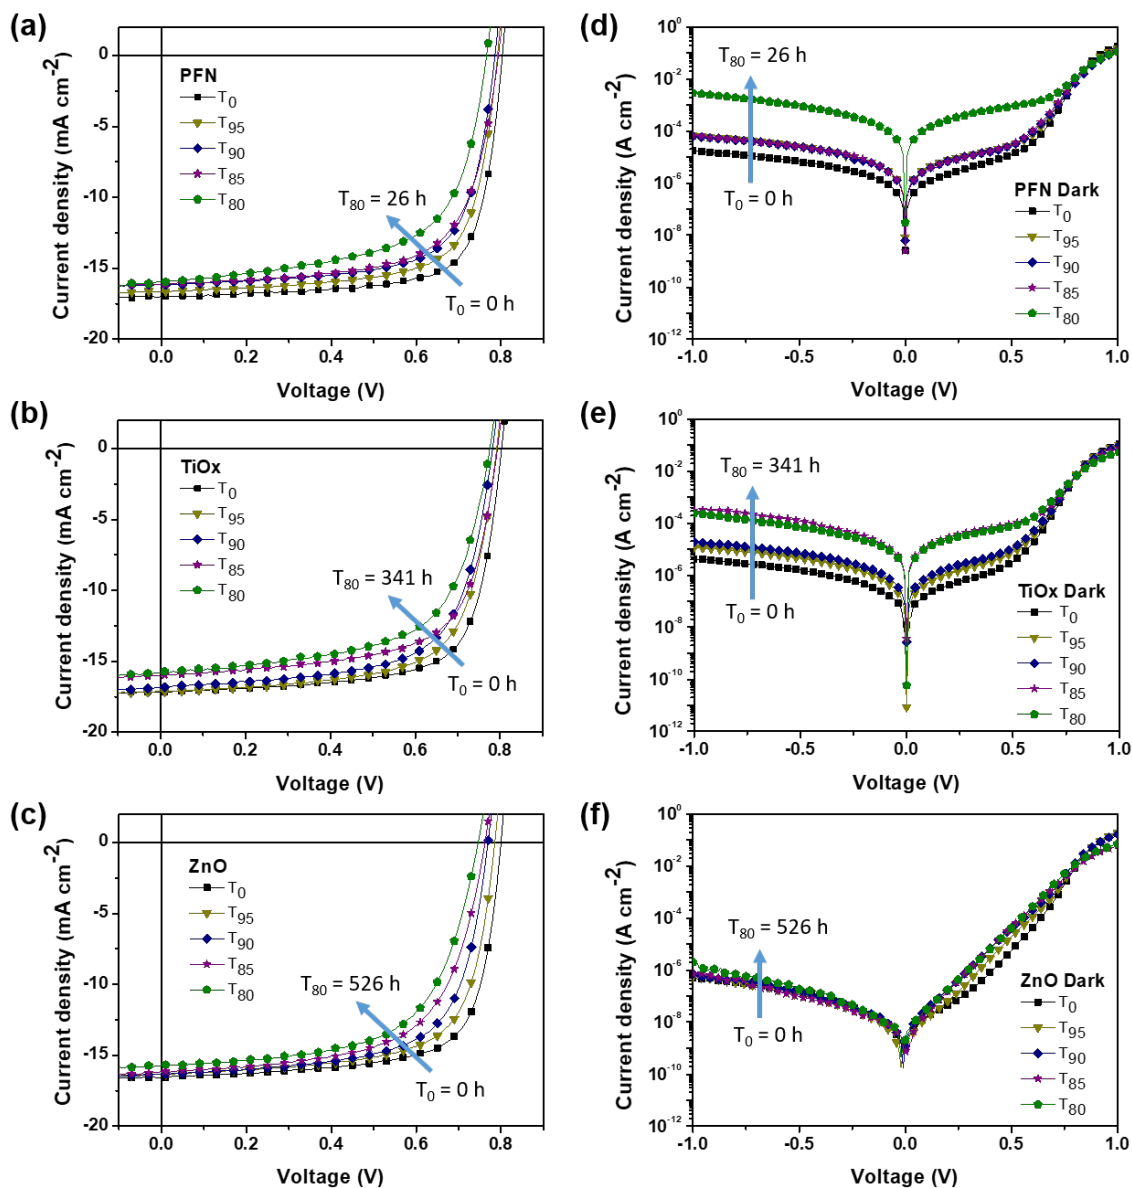 (a)
0
-5
-10
-15
-20
0.0 0.2 0.4 0.6 0.8
Current density (mA cm-2)
Voltage (V)
PFN
T0
T95
T90
T85
T80
T80 = 26 h
T0 = 0 h
(d)
100
10-2
10-4
10-6
10-8
10-10
10-12
-1.0 -0.5 0.0 0.5 1.0
Current density (A cm-2)
Voltage (V)
T80 = 26 h
T0 = 0 h
PFN Dark
T0
T95
T90
T85
T80
(b)
0
-5
-10
-15
-20
0.0 0.2 0.4 0.6 0.8
Current density (mA cm-2)
Voltage (V)
TiOx
T0
T95
T90
T85
T80
T80 = 341 h
T0 = 0 h
(e)
100
10-2
10-4
10-6
10-8
10-10
10-12
-1.0 -0.5 0.0 0.5 1.0
Current density (A cm-2)
Voltage (V)
T80 = 341 h
T0 = 0 h
TiOx Dark
T0
T95
T90
T85
T80
(c)
0
-5
-10
-15
-20
0.0 0.2 0.4 0.6 0.8
Current density (mA cm-2)
Voltage (V)
ZnO
T0
T95
T90
T85
T80
T80 = 526 h
T0 = 0 h
(f)
100
10-2
10-4
10-6
10-8
10-10
10-12
-1.0 -0.5 0.0 0.5 1.0
Current density (A cm-2)
Voltage (V)
T80 = 526 h
T0 = 0 h
ZnO Dark
T0
T95
T90
T85
T80